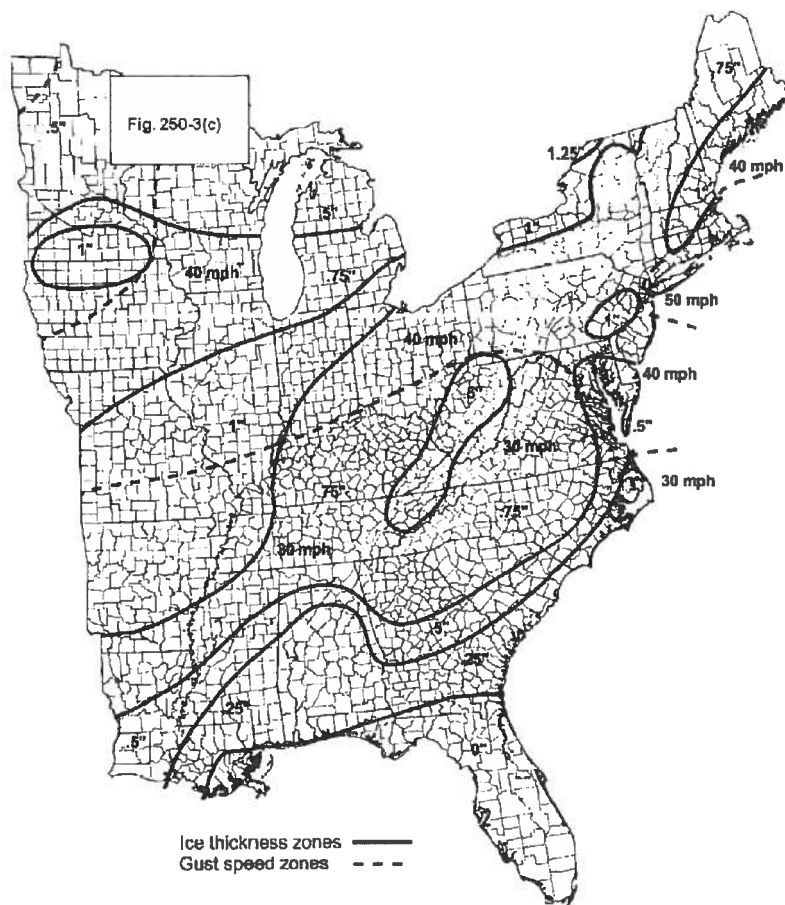 75"
.5"
Fig. 250-3(c)
1.25
40 mph
.5"
1"
1"
40 mph
75"
50 mph
1"
40 mph
40 mph
.5"
1"
.5"
30 mph
30 mph
75"
.75"
30 mph
.5"
.25"
.25"
.5"
0"
Ice thickness zones
Gust speed zones